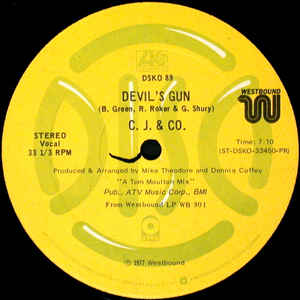 DSKO 89
DEVIL'S GUN
(B. Green, R. Roker & G. Shury)
C. J. & CO.
WESTBOUND
STEREO
Vocal
33 1/3 RPM
Time: 7:10
(ST-DSKO-33450-PR)
Produced & Arranged by Mike Theodore and Dennis Coffey
"A Tom Moulton Mix"
Pub., ATV Music Corp., BMI
From Westbound LP WB 301
℗ 1977 Westbound